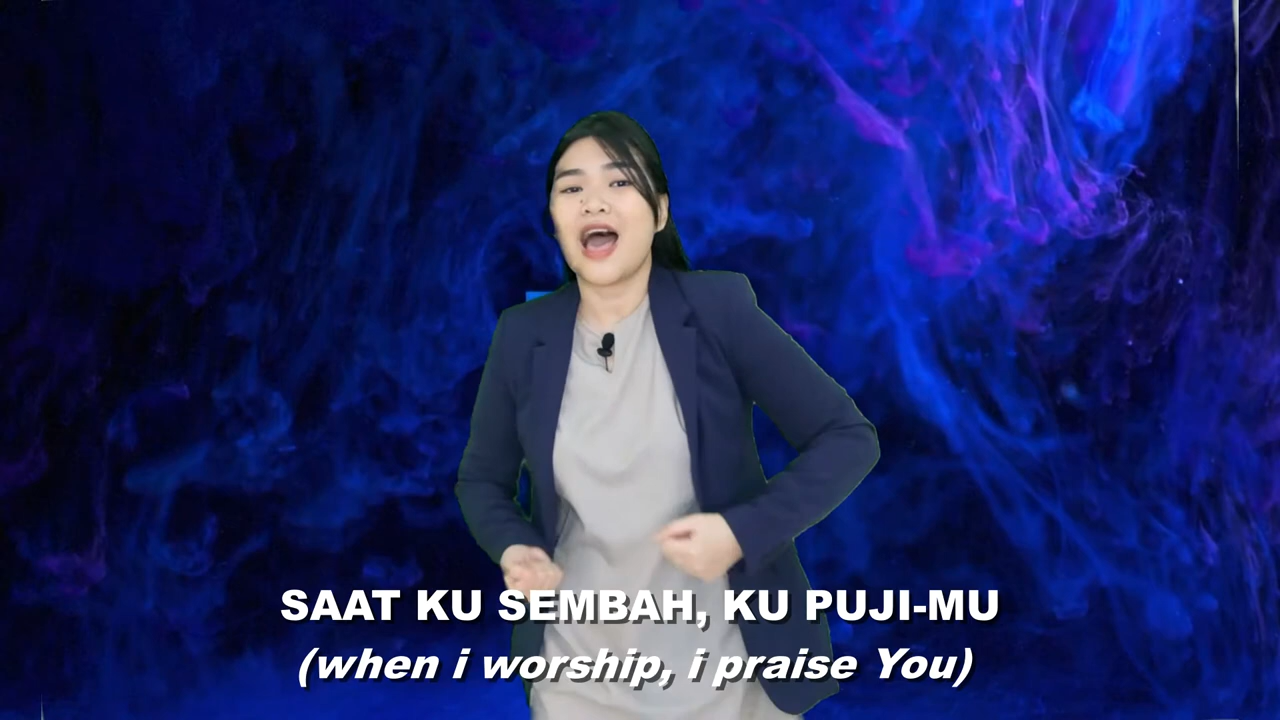 SAAT KU SEMBAH, KU PUJI-MU
(when i worship, i praise You)